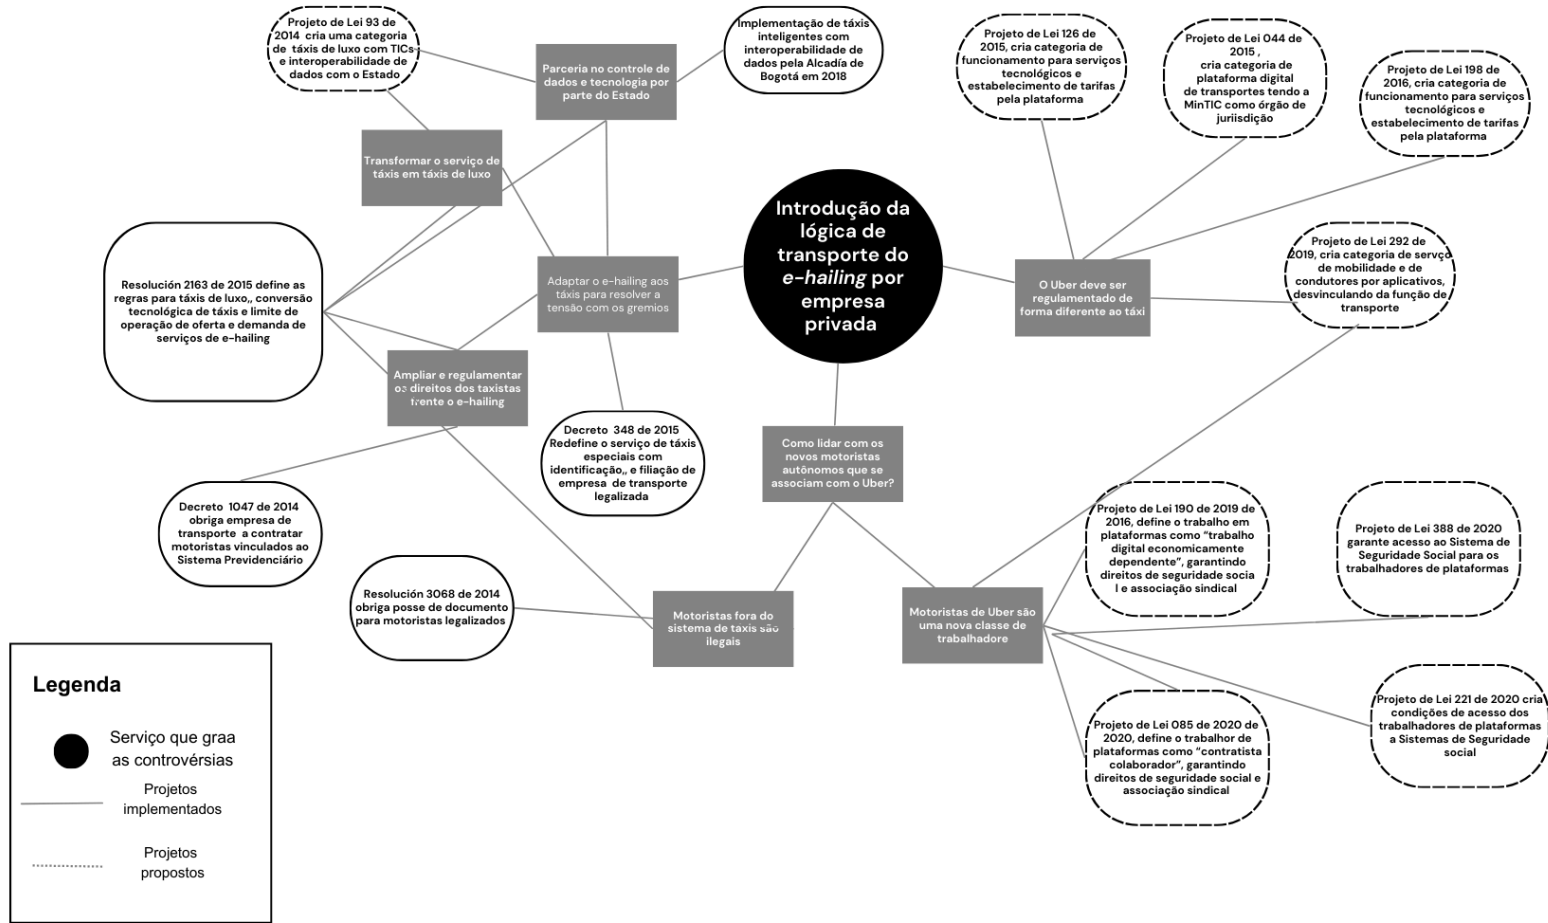 Projeto de Lei 93 de
2014 cria uma categoria
de táxis de luxo com TICs
e interoperabilidade de
dados com o Estado
Parceria no controle de
dados e tecnologia por
parte do Estado
Implementação de táxis
inteligentes com
interoperabilidade de
dados pela Alcadía de
Bogotá em 2018
Projeto de Lei 126 de
2015, cria categoria de
funcionamento para serviços
tecnológicos e
estabelecimento de tarifas
pela plataforma
Projeto de Lei 044 de
2015 ,
cria categoria de
plataforma digital
de transportes tendo a
MinTIC como órgão de
juriisdição
Projeto de Lei 198 de
2016, cria categoria de
funcionamento para serviços
tecnológicos e
estabelecimento de tarifas
pela plataforma
Transformar o serviço de
táxis em táxis de luxo
Introdução da
lógica de
transporte do
e-hailing por
empresa
privada
Resolución 2163 de 2015 define as
regras para táxis de luxo,, conversão
tecnológica de táxis e limite de
operação de oferta e demanda de
serviços de e-hailing
Adaptar o e-hailing aos
táxis para resolver a
tensão com os gremios
O Uber deve ser
regulamentado de
forma diferente ao táxi
Projeto de Lei 292 de
2019, cria categoria de servço
de mobilidade e de
condutores por aplicativos,
desvinculando da função de
transporte
Ampliar e regulamentar
os direitos dos taxistas
frente o e-hailing
Decreto 348 de 2015
Redefine o serviço de táxis
especiais com
identificação,, e filiação de
empresa de transporte
legalizada
Como lidar com os
novos motoristas
autônomos que se
associam com o Uber?
Decreto 1047 de 2014
obriga empresa de
transporte a contratar
motoristas vinculados ao
Sistema Previdenciário
Projeto de Lei 190 de 2019 de
2016, define o trabalho em
plataformas como “trabalho
digital economicamente
dependente”, garantindo
direitos de seguridade socia
l e associação sindical
Projeto de Lei 388 de 2020
garante acesso ao Sistema de
Seguridade Social para os
trabalhadores de plataformas
Resolución 3068 de 2014
obriga posse de documento
para motoristas legalizados
Motoristas fora do
sistema de taxis são
ilegais
Motoristas de Uber são
uma nova classe de
trabalhadore
Projeto de Lei 085 de 2020 de
2020, define o trabalhor de
plataformas como “contratista
colaborador”, garantindo
direitos de seguridade social e
associação sindical
Projeto de Lei 221 de 2020 cria
condições de acesso dos
trabalhadores de plataformas
a Sistemas de Seguridade
social
Legenda
Serviço que graa
as controvérsias
Projetos
implementados
Projetos
propostos